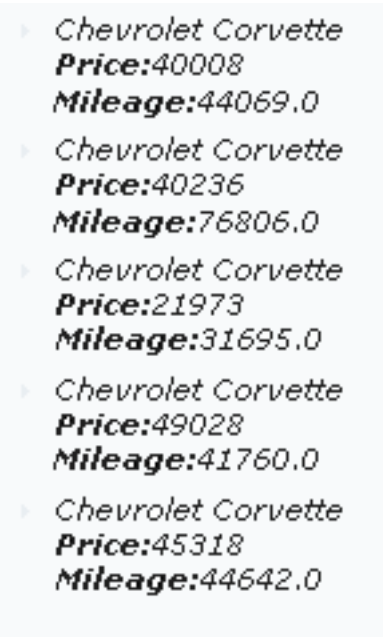 Chevrolet Corvette
Price:40008
Mileage:44069.0
Chevrolet Corvette
Price:40236
Mileage:76806.0
Chevrolet Corvette
Price:21973
Mileage:31695.0
Chevrolet Corvette
Price:49028
Mileage:41760.0
Chevrolet Corvette
Price:45318
Mileage:44642.0